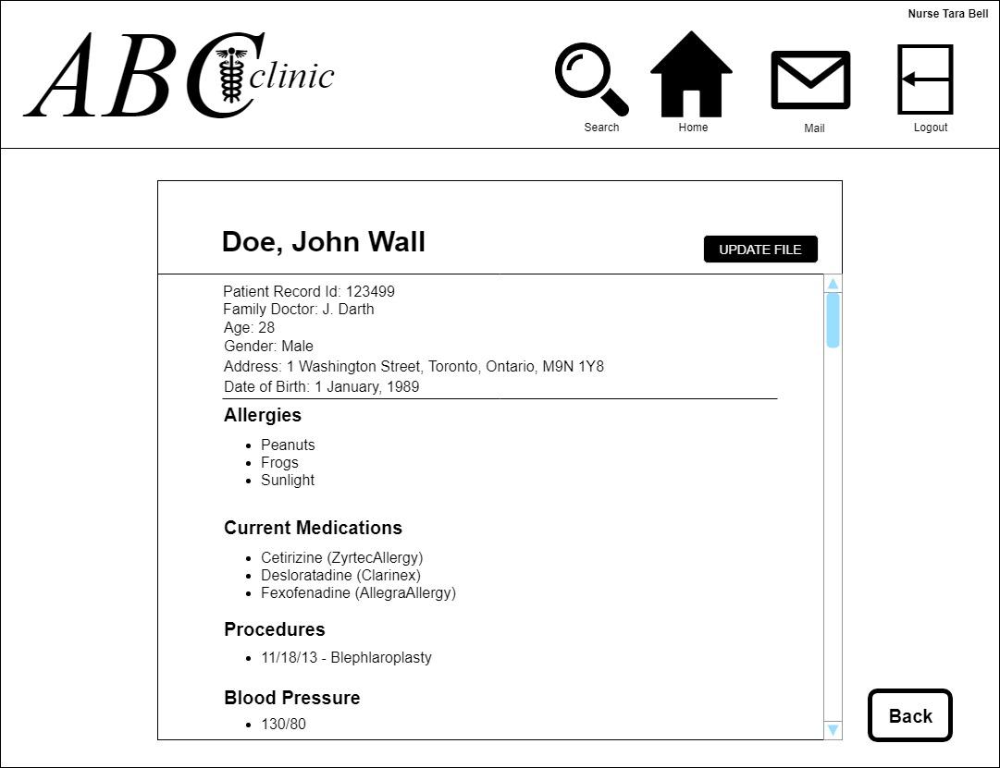 Nurse Tara Bell
ABC clinic
Search
Home
Mail
Logout
Doe, John Wall
UPDATE FILE
Patient Record Id: 123499
Family Doctor: J. Darth
Age: 28
Gender: Male
Address: 1 Washington Street, Toronto, Ontario, M9N 1Y8
Date of Birth: 1 January, 1989
Allergies
Peanuts
Frogs
Sunlight
Current Medications
Cetirizine (ZyrtecAllergy)
Desloratadine (Clarinex)
Fexofenadine (AllegraAllergy)
Procedures
11/18/13 - Blephlaroplasty
Blood Pressure
130/80
Back